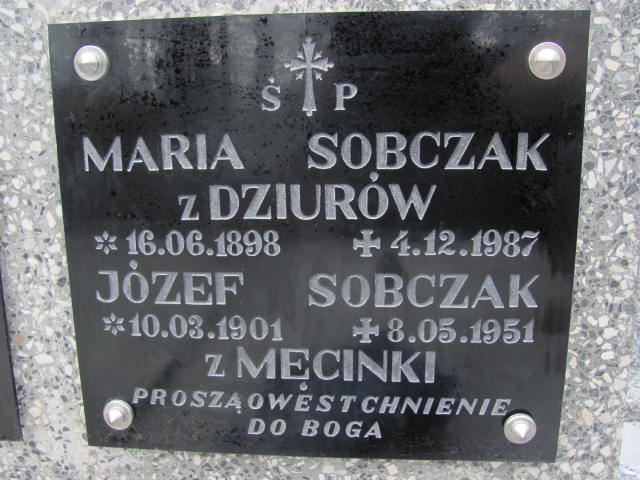 Ś P
MARIA SOBCZAK
z DZIURÓW
* 16.06.1898 ✝ 4.12.1987
JÓZEF SOBCZAK
* 10.03.1901 ✝ 8.05.1951
z MĘCINKI
PROSZĄ O WESTCHNIENIE
DO BOGA